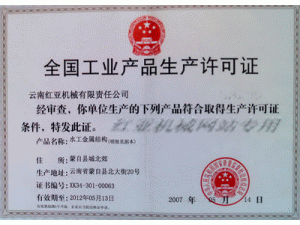 全国工业产品生产许可证
云南红亚机械有限责任公司
经审查，你单位生产的下列产品符合取得生产许可证
条件，特发此证。
红亚机械网站专用
产品名称：水工金属结构
住 所：蒙自县城北郊
生产地址：云南省蒙自县北大街20号
证书编号：XK34-301-00063
有效期至：2012年05月13日
2007 年 05 月 14 日